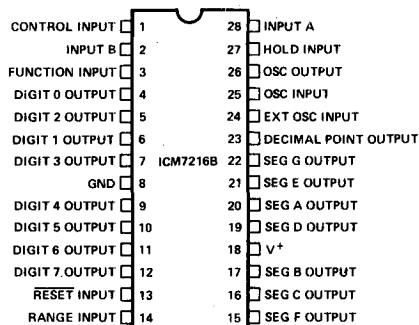 CONTROL INPUT 1 28 INPUT A
INPUT B 2 27 HOLD INPUT
FUNCTION INPUT 3 26 OSC OUTPUT
DIGIT 0 OUTPUT 4 25 OSC INPUT
DIGIT 2 OUTPUT 5 24 EXT OSC INPUT
DIGIT 1 OUTPUT 6 23 DECIMAL POINT OUTPUT
DIGIT 3 OUTPUT 7 ICM7216B 22 SEG G OUTPUT
GND 8 21 SEG E OUTPUT
DIGIT 4 OUTPUT 9 20 SEG A OUTPUT
DIGIT 5 OUTPUT 10 19 SEG D OUTPUT
DIGIT 6 OUTPUT 11 18 V+
DIGIT 7 OUTPUT 12 17 SEG B OUTPUT
RESET INPUT 13 16 SEG C OUTPUT
RANGE INPUT 14 15 SEG F OUTPUT